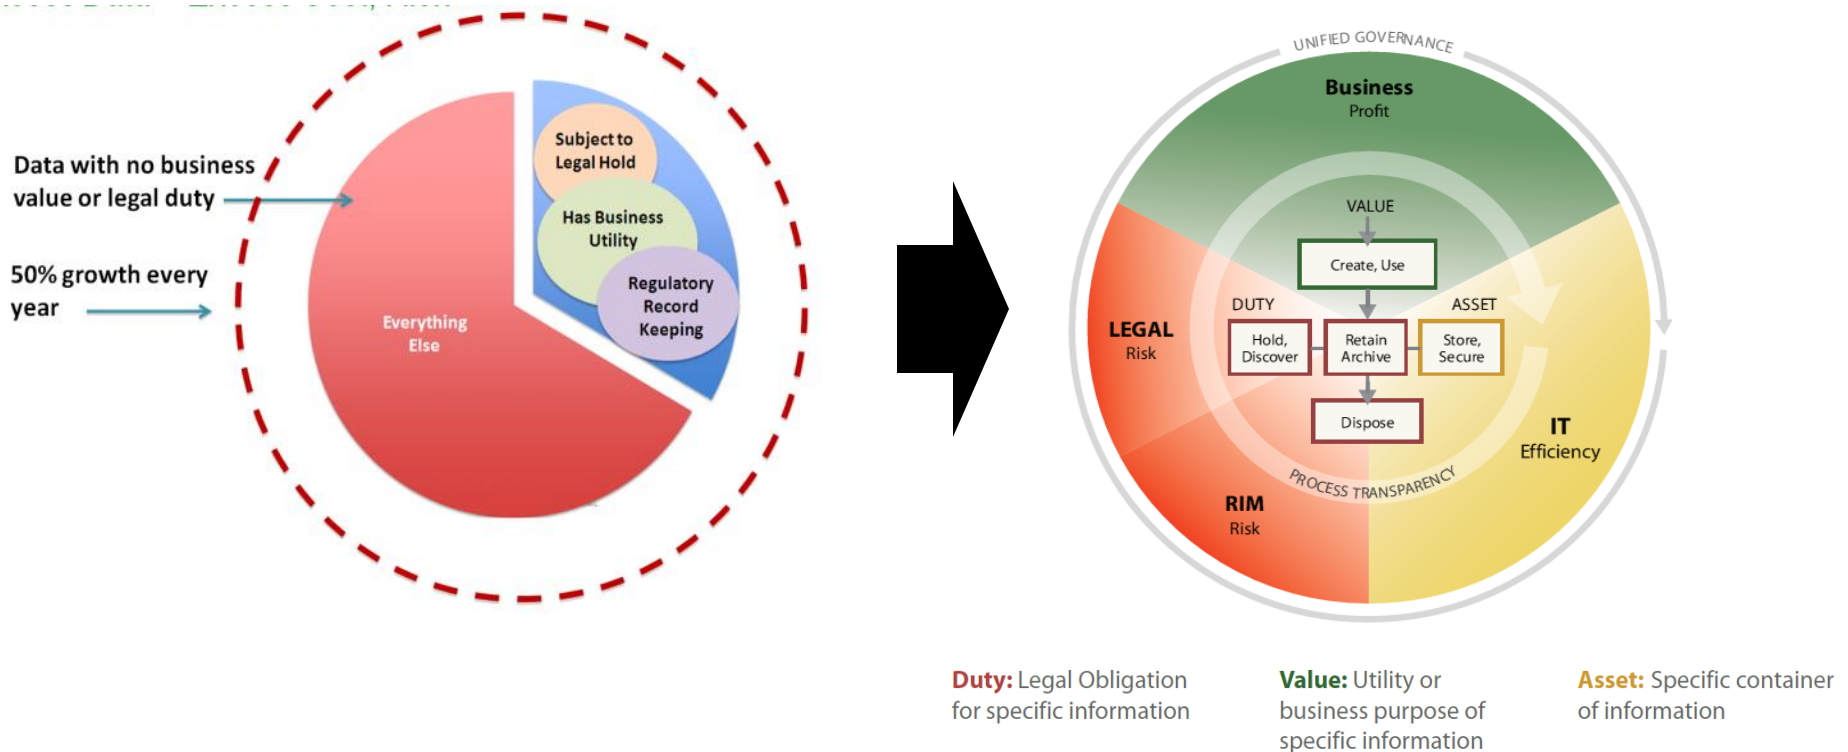 Data with no business
value or legal duty
50% growth every
year
Everything
Else
Subject to
Legal Hold
Has Business
Utility
Regulatory
Record
Keeping
UNIFIED GOVERNANCE
Business
Profit
VALUE
Create, Use
DUTY
ASSET
LEGAL
Risk
Hold,
Discover
Retain
Archive
Store,
Secure
Dispose
IT
Efficiency
PROCESS TRANSPARENCY
RIM
Risk
Duty: Legal Obligation
for specific information
Value: Utility or
business purpose of
specific information
Asset: Specific container
of information